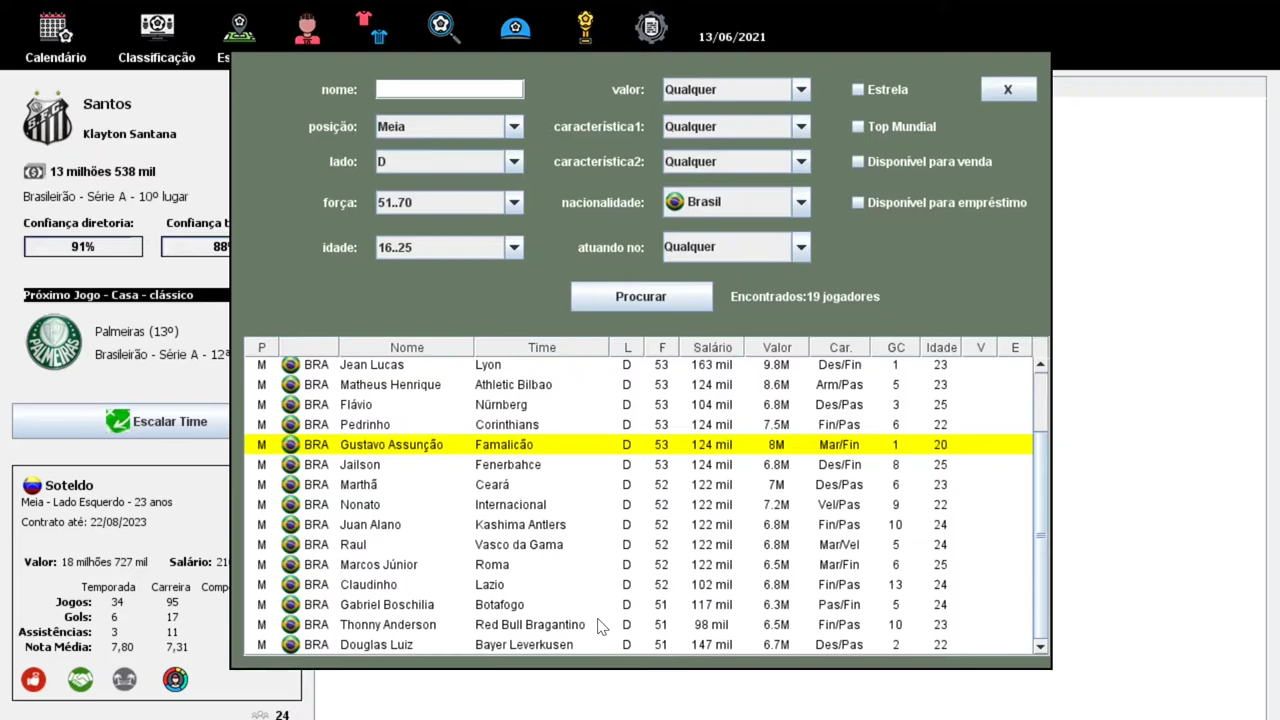 13/06/2021
Calendário
Classificação
Es
Santos
Klayton Santana
13 milhões 538 mil
Brasileirão - Série A - 10º lugar
Confiança diretoria:
Confiança t
91%
88%
Próximo Jogo - Casa - clássico
Palmeiras (13º)
Brasileirão - Série A - 12ª
Escalar Time
Soteldo
Meia - Lado Esquerdo - 23 anos
Contrato até: 22/08/2023
Valor: 18 milhões 727 mil Salário: 21
Temporada Carreira Compe
Jogos: 34 95
Gols: 6 17
Assistências: 3 11
Nota Média: 7,80 7,31
24
nome:
valor: Qualquer
Estrela
X
posição: Meia
característica1: Qualquer
Top Mundial
lado: D
característica2: Qualquer
Disponível para venda
força: 51..70
nacionalidade: Brasil
Disponível para empréstimo
idade: 16..25
atuando no: Qualquer
Procurar
Encontrados:19 jogadores
P Nome Time L F Salário Valor Car. GC Idade V E
M BRA Jean Lucas Lyon D 53 163 mil 9.8M Des/Fin 1 23
M BRA Matheus Henrique Athletic Bilbao D 53 124 mil 8.6M Arm/Pas 5 23
M BRA Flávio Nürnberg D 53 104 mil 6.8M Des/Pas 3 25
M BRA Pedrinho Corinthians D 53 124 mil 7.5M Fin/Pas 6 22
M BRA Gustavo Assunção Famalicão D 53 124 mil 8M Mar/Fin 1 20
M BRA Jailson Fenerbahce D 53 124 mil 6.8M Des/Fin 8 25
M BRA Marthã Ceará D 52 122 mil 7M Des/Pas 6 23
M BRA Nonato Internacional D 52 122 mil 7.2M Vel/Pas 9 22
M BRA Juan Alano Kashima Antlers D 52 122 mil 6.8M Fin/Pas 10 24
M BRA Raul Vasco da Gama D 52 122 mil 6.8M Mar/Vel 5 24
M BRA Marcos Júnior Roma D 52 122 mil 6.5M Mar/Fin 6 25
M BRA Claudinho Lazio D 52 102 mil 6.8M Fin/Pas 13 24
M BRA Gabriel Boschilia Botafogo D 51 117 mil 6.3M Pas/Fin 5 24
M BRA Thonny Anderson Red Bull Bragantino D 51 98 mil 6.5M Fin/Pas 10 23
M BRA Douglas Luiz Bayer Leverkusen D 51 147 mil 6.7M Des/Pas 2 22